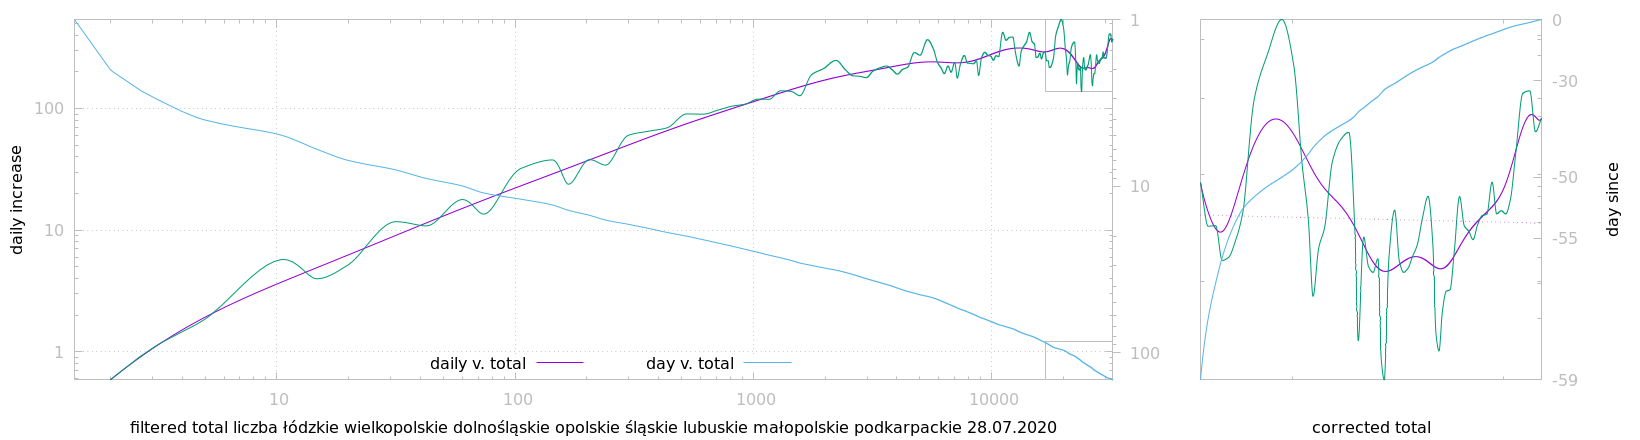 daily increase
100
10
1
10
100
1000
10000
1
10
100
daily v. total
day v. total
filtered total liczba łódzkie wielkopolskie dolnośląskie opolskie śląskie lubuskie małopolskie podkarpackie 28.07.2020
0
-30
-50
-55
-59
day since
corrected total